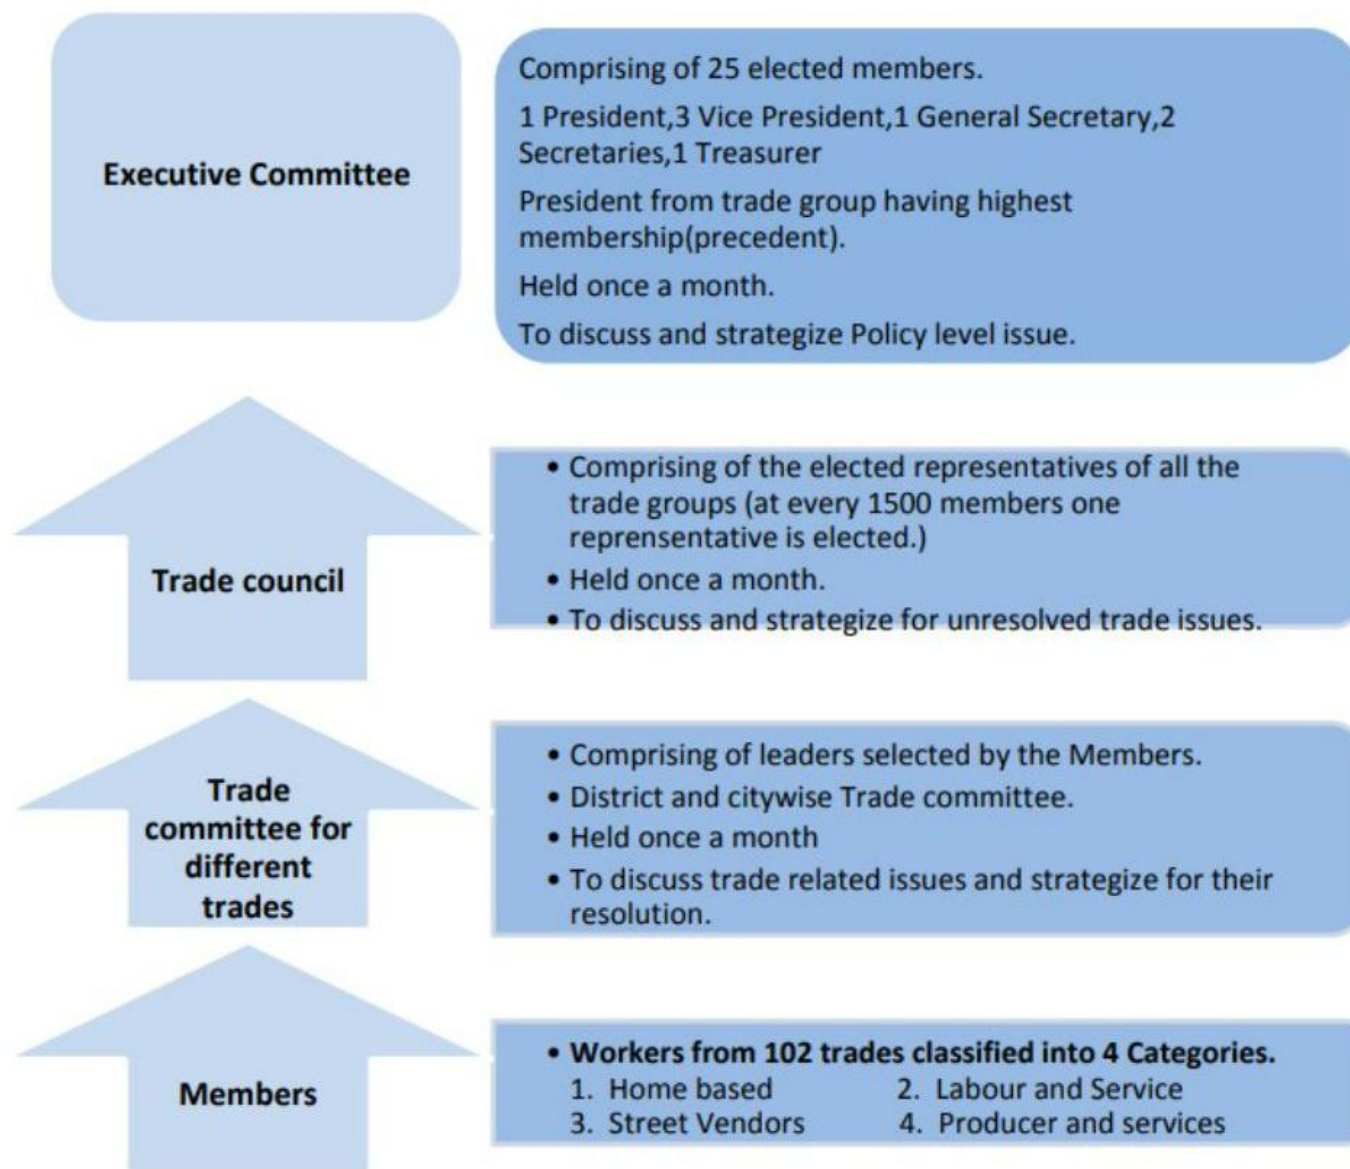 Executive Committee
Comprising of 25 elected members.
1 President,3 Vice President,1 General Secretary,2
Secretaries,1 Treasurer
President from trade group having highest
membership(precedent).
Held once a month.
To discuss and strategize Policy level issue.
Trade council
• Comprising of the elected representatives of all the
trade groups (at every 1500 members one
reprensentative is elected.)
• Held once a month.
• To discuss and strategize for unresolved trade issues.
Trade
committee for
different
trades
• Comprising of leaders selected by the Members.
• District and citywise Trade committee.
• Held once a month
• To discuss trade related issues and strategize for their
resolution.
Members
• Workers from 102 trades classified into 4 Categories.
1. Home based 2. Labour and Service
3. Street Vendors 4. Producer and services